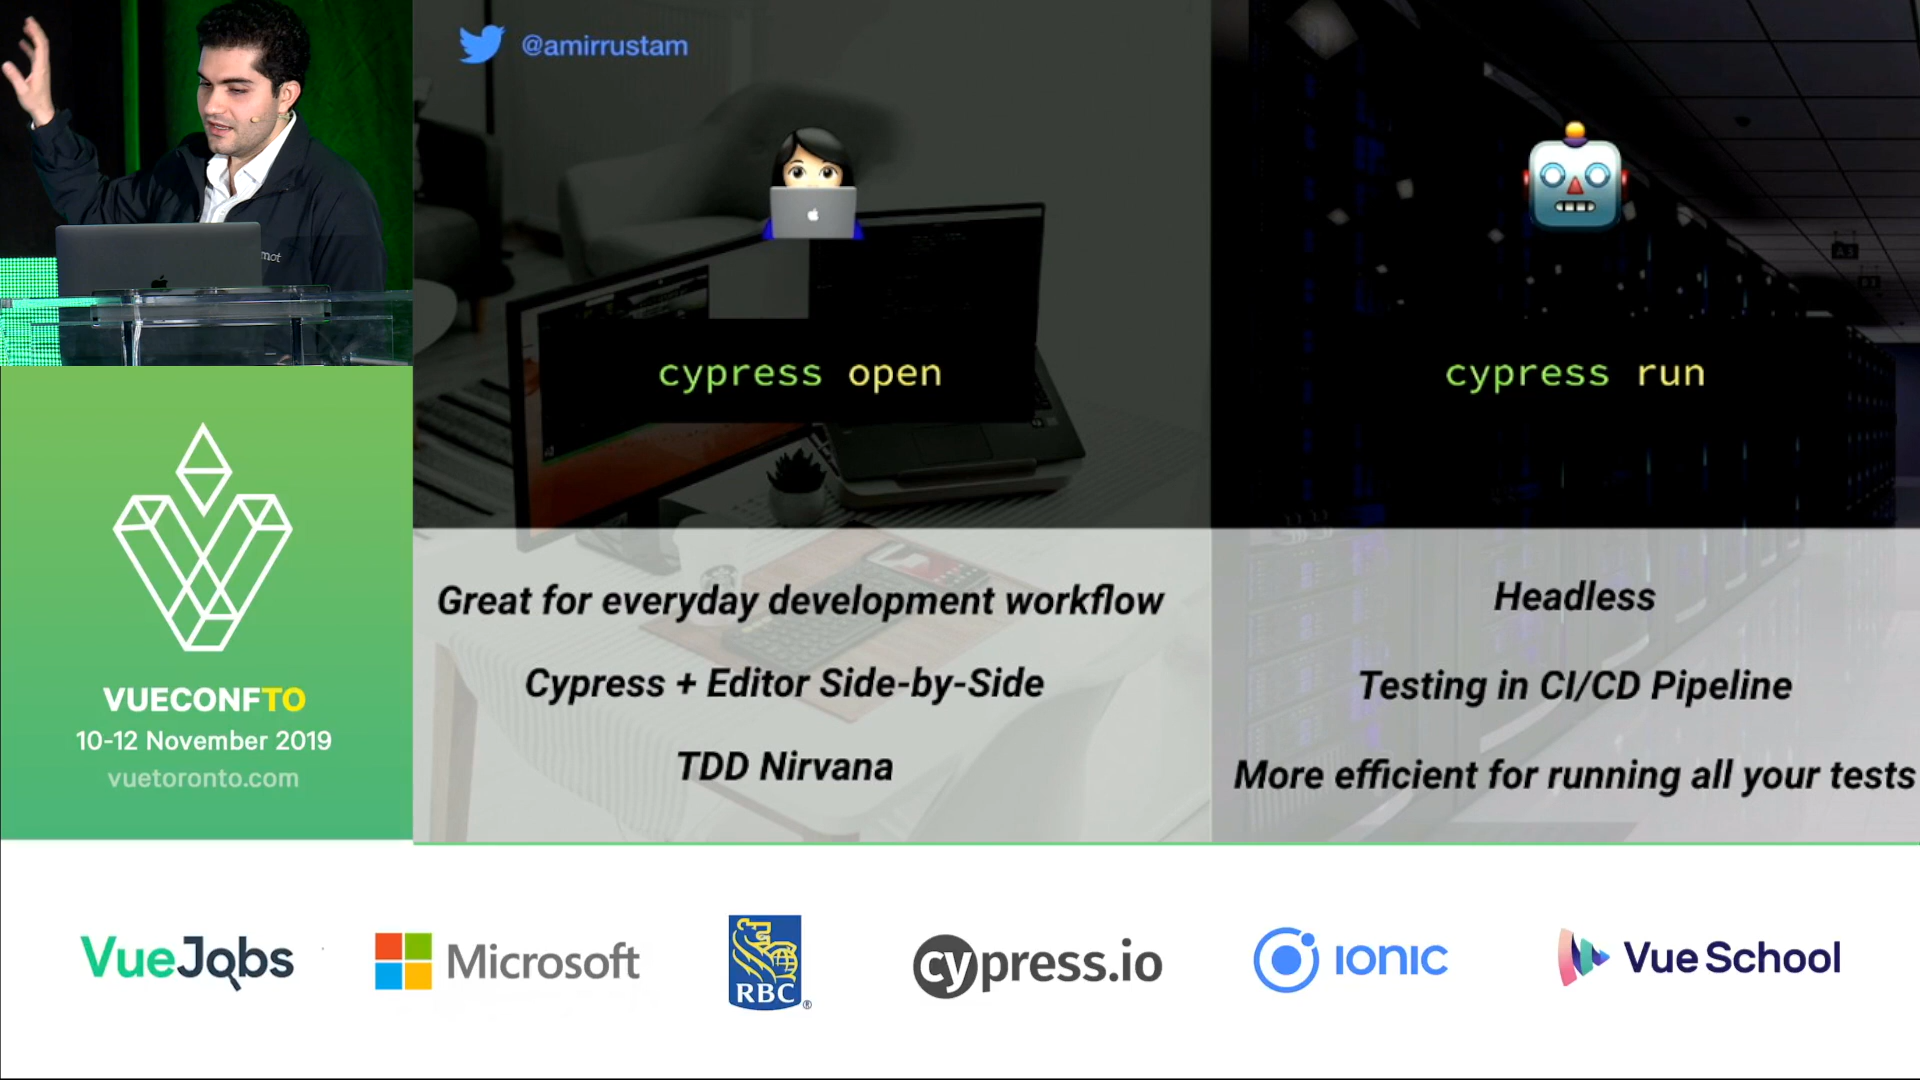 @amirrustam
cypress open
cypress run
Great for everyday development workflow
Cypress + Editor Side-by-Side
TDD Nirvana
Headless
Testing in CI/CD Pipeline
More efficient for running all your tests
VUECONFTO
10-12 November 2019
vuetoronto.com
VueJobs
Microsoft
RBC
®
cypress.io
ionic
Vue School